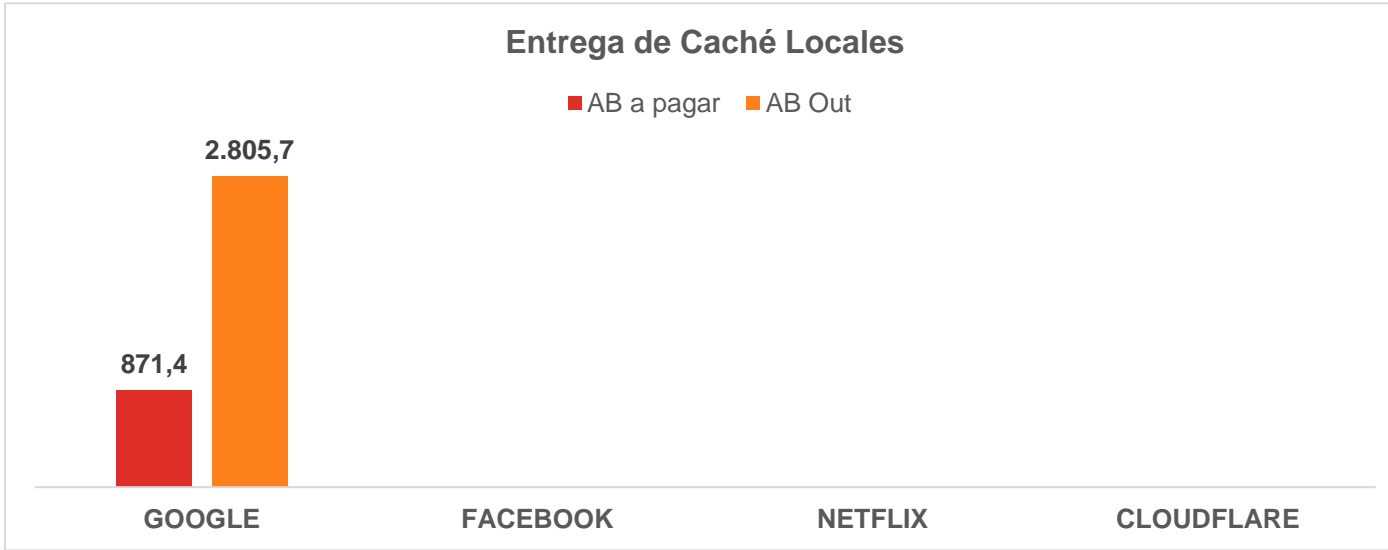 Entrega de Caché Locales
AB a pagar AB Out
2.805,7
871,4
GOOGLE FACEBOOK NETFLIX CLOUDFLARE